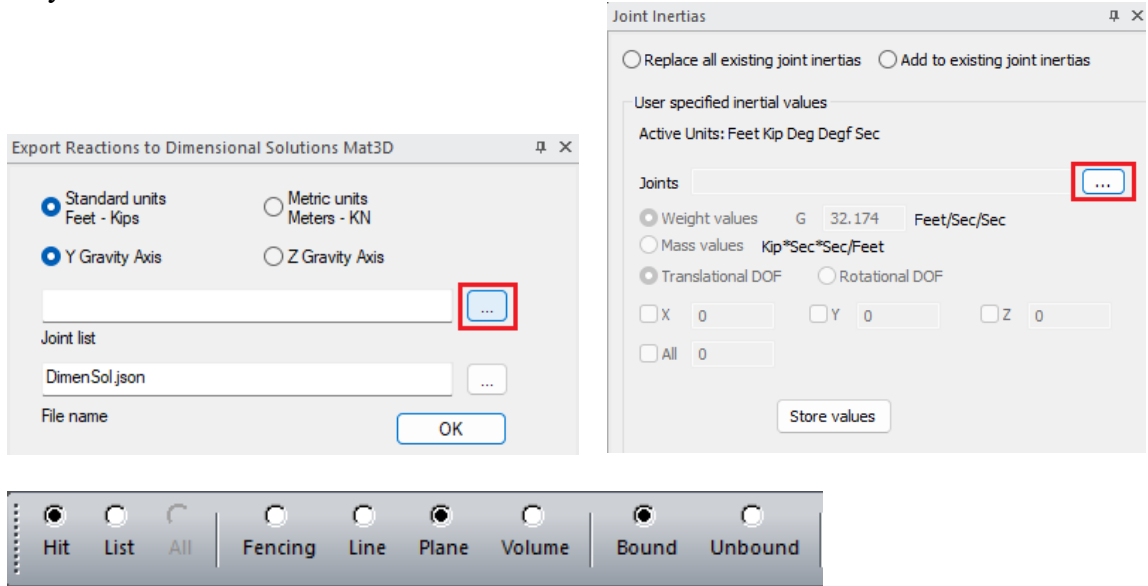 Joint Inertias
Replace all existing joint inertias Add to existing joint inertias
User specified inertial values
Active Units: Feet Kip Deg Degf Sec
Joints ...
Weight values G 32.174 Feet/Sec/Sec
Mass values Kip*Sec*Sec/Feet
Translational DOF Rotational DOF
X 0 Y 0 Z 0
All 0
Store values
Export Reactions to Dimensional Solutions Mat3D
Standard units Metric units
Feet - Kips Meters - KN
Y Gravity Axis Z Gravity Axis
...
Joint list
DimenSol.json ...
File name
OK
Hit List All Fencing Line Plane Volume Bound Unbound